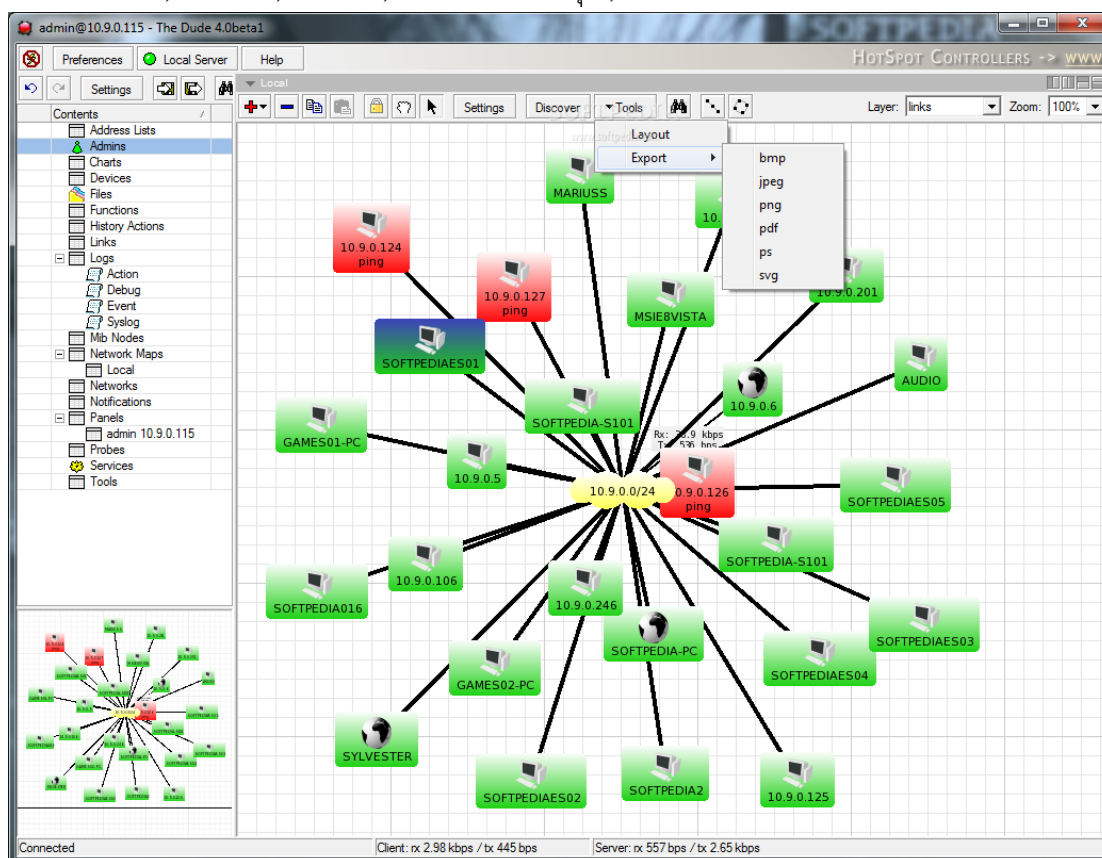 admin@10.9.0.115 - The Dude 4.0beta1
SOFTPEDIA
Preferences
Local Server
Help
HotSpot Controllers -> www
Settings
Local
Settings
Discover
Tools
Layer:
links
Zoom:
100%
Contents
Address Lists
Admins
Charts
Devices
Files
Functions
History Actions
Links
Logs
Action
Debug
Event
Syslog
Mib Nodes
Network Maps
Local
Networks
Notifications
Panels
admin 10.9.0.115
Probes
Services
Tools
Layout
Export
bmp
jpeg
png
pdf
ps
svg
MARIUSS
10.
10.9.0.124
ping
10.9.0.127
ping
10.9.0.201
MSIE8VISTA
SOFTPEDIAES01
AUDIO
10.9.0.6
SOFTPEDIA-S101
GAMES01-PC
10.9.0.5
10.9.0.0/24
.9.0.126
ping
SOFTPEDIAES05
SOFTPEDIA-S101
10.9.0.106
SOFTPEDIA016
10.9.0.246
SOFTPEDIA-PC
SOFTPEDIAES03
SOFTPEDIAES04
GAMES02-PC
SYLVESTER
SOFTPEDIAES02
SOFTPEDIA2
10.9.0.125
Connected
Client: rx 2.98 kbps / tx 445 bps
Server: rx 557 bps / tx 2.65 kbps